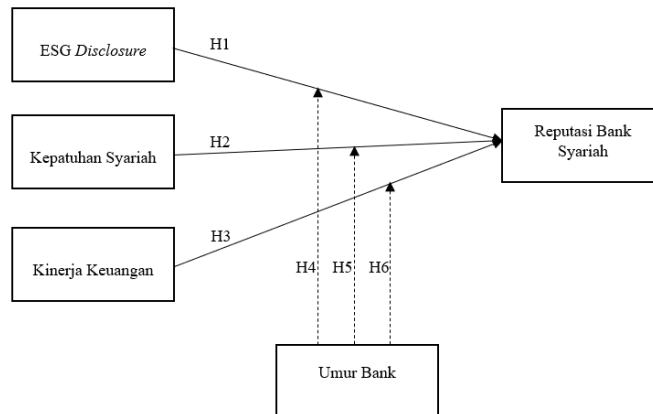 ESG Disclosure
H1
Kepatuhan Syariah
H2
Reputasi Bank
Syariah
Kinerja Keuangan
H3
H4
H5
H6
Umur Bank